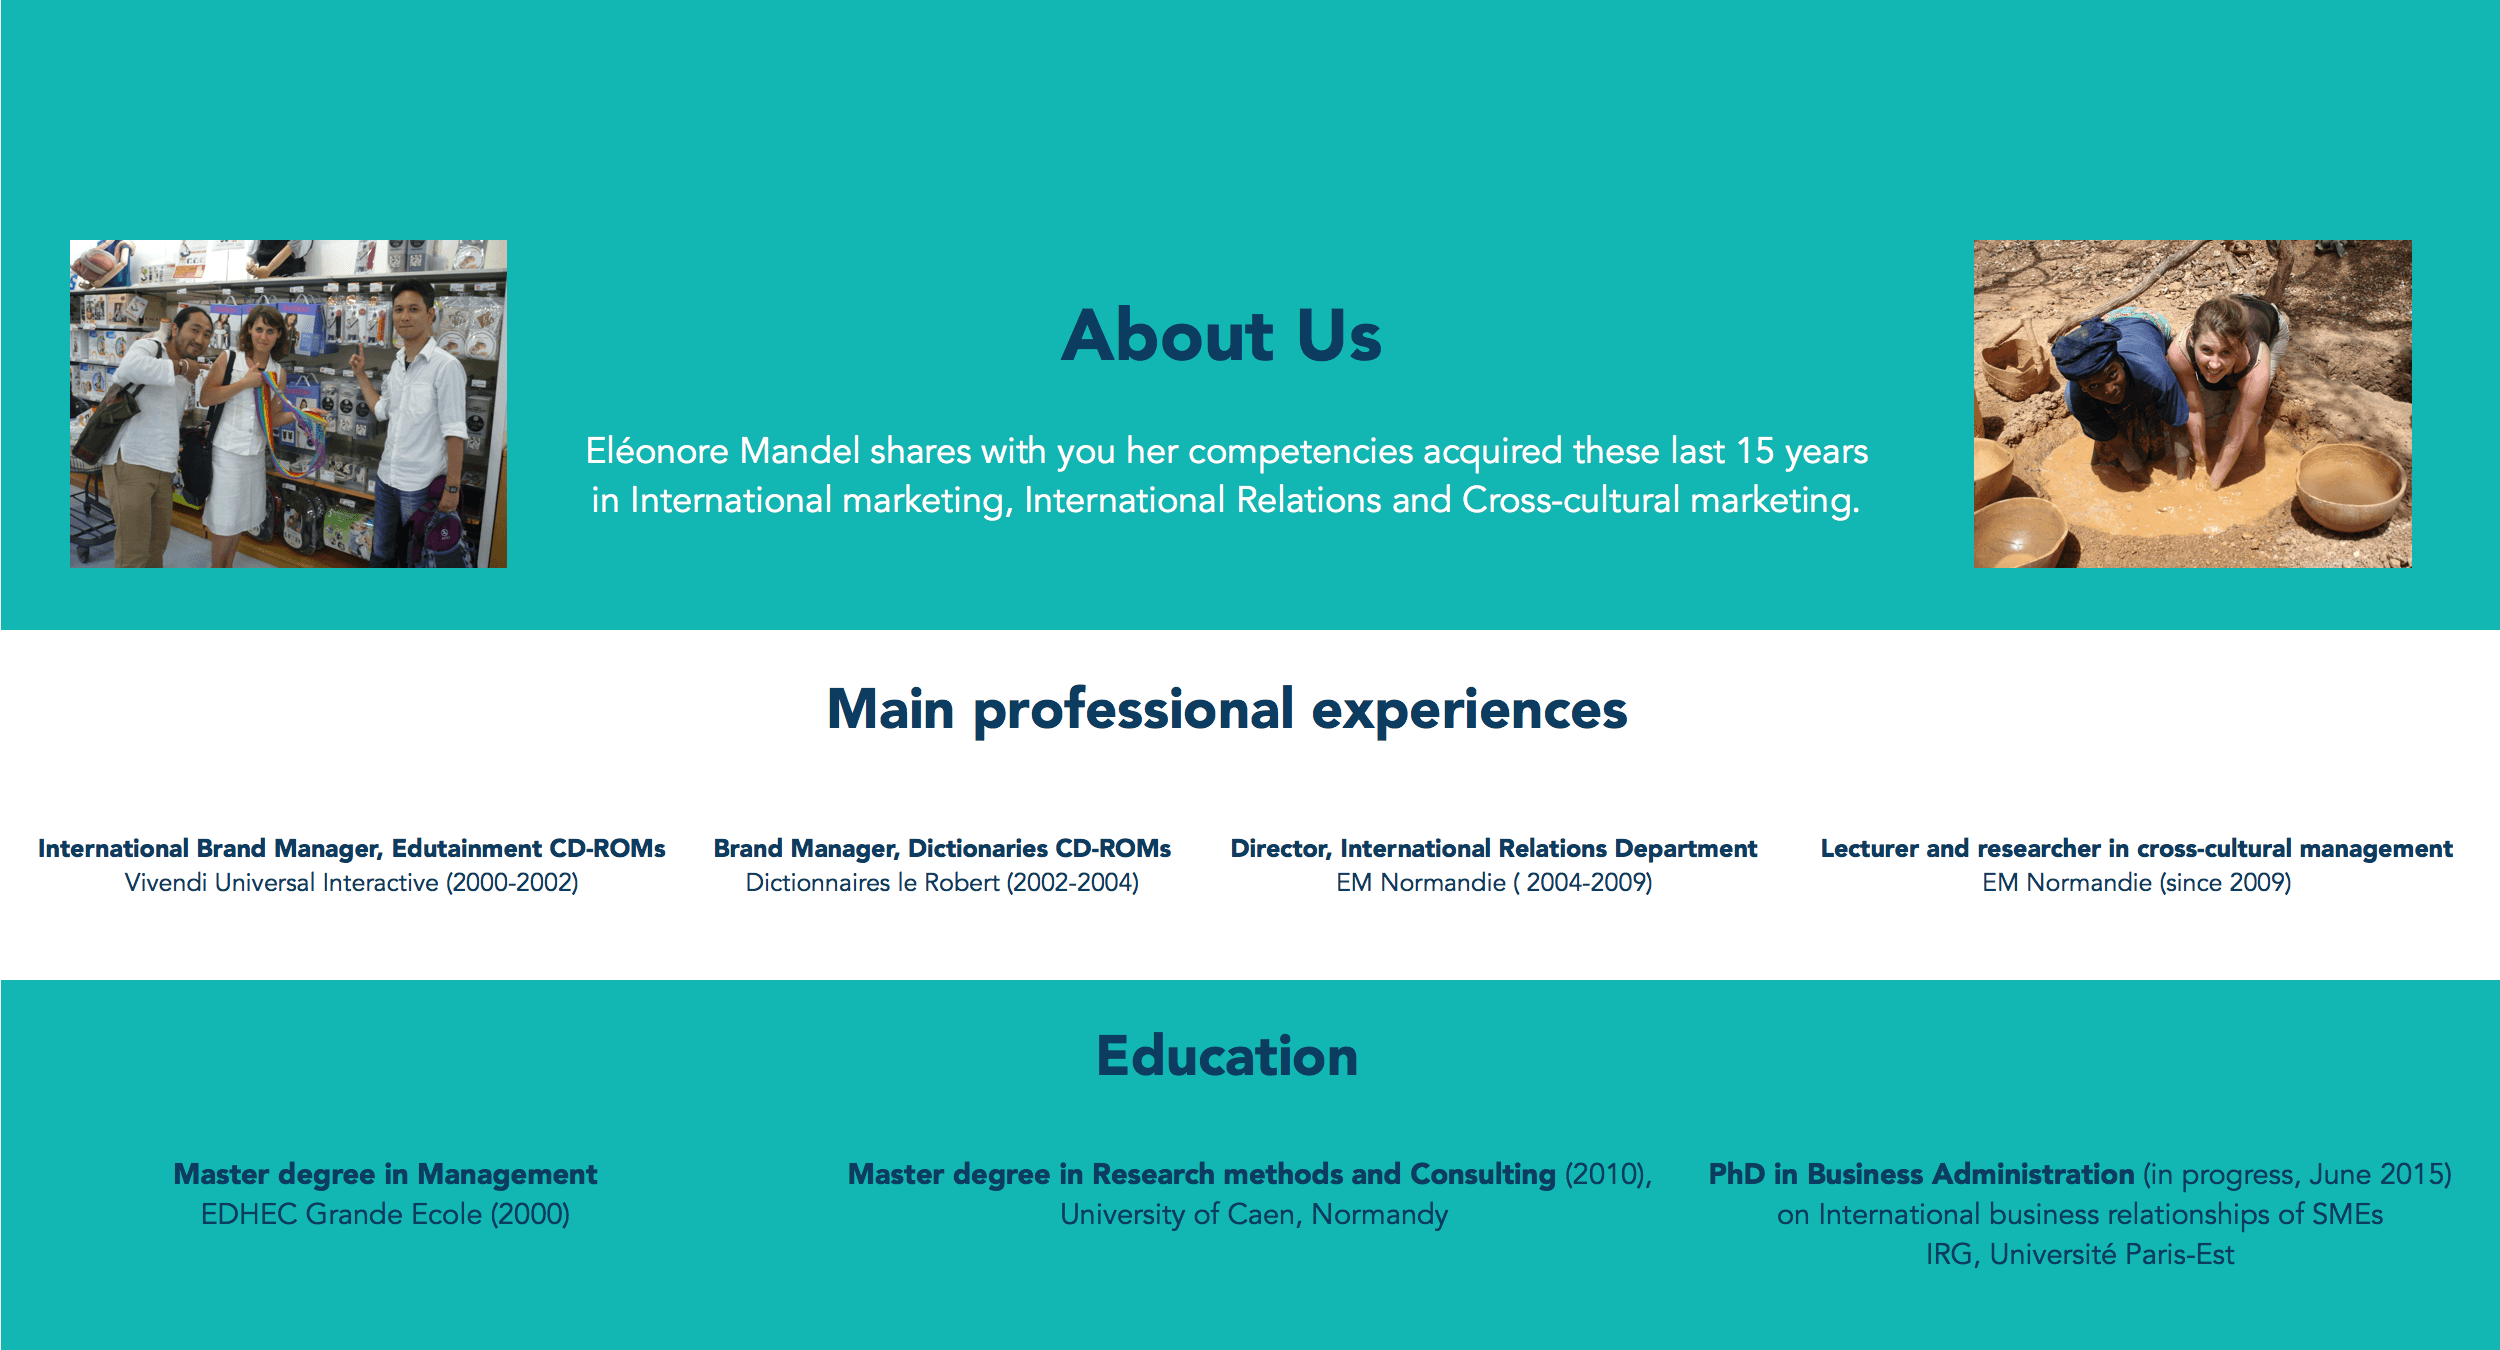 About Us
Eléonore Mandel shares with you her competencies acquired these last 15 years
in International marketing, International Relations and Cross-cultural marketing.
Main professional experiences
International Brand Manager, Edutainment CD-ROMs
Vivendi Universal Interactive (2000-2002)
Brand Manager, Dictionaries CD-ROMs
Dictionnaires le Robert (2002-2004)
Director, International Relations Department
EM Normandie ( 2004-2009)
Lecturer and researcher in cross-cultural management
EM Normandie (since 2009)
Education
Master degree in Management
EDHEC Grande Ecole (2000)
Master degree in Research methods and Consulting (2010),
University of Caen, Normandy
PhD in Business Administration (in progress, June 2015)
on International business relationships of SMEs
IRG, Université Paris-Est